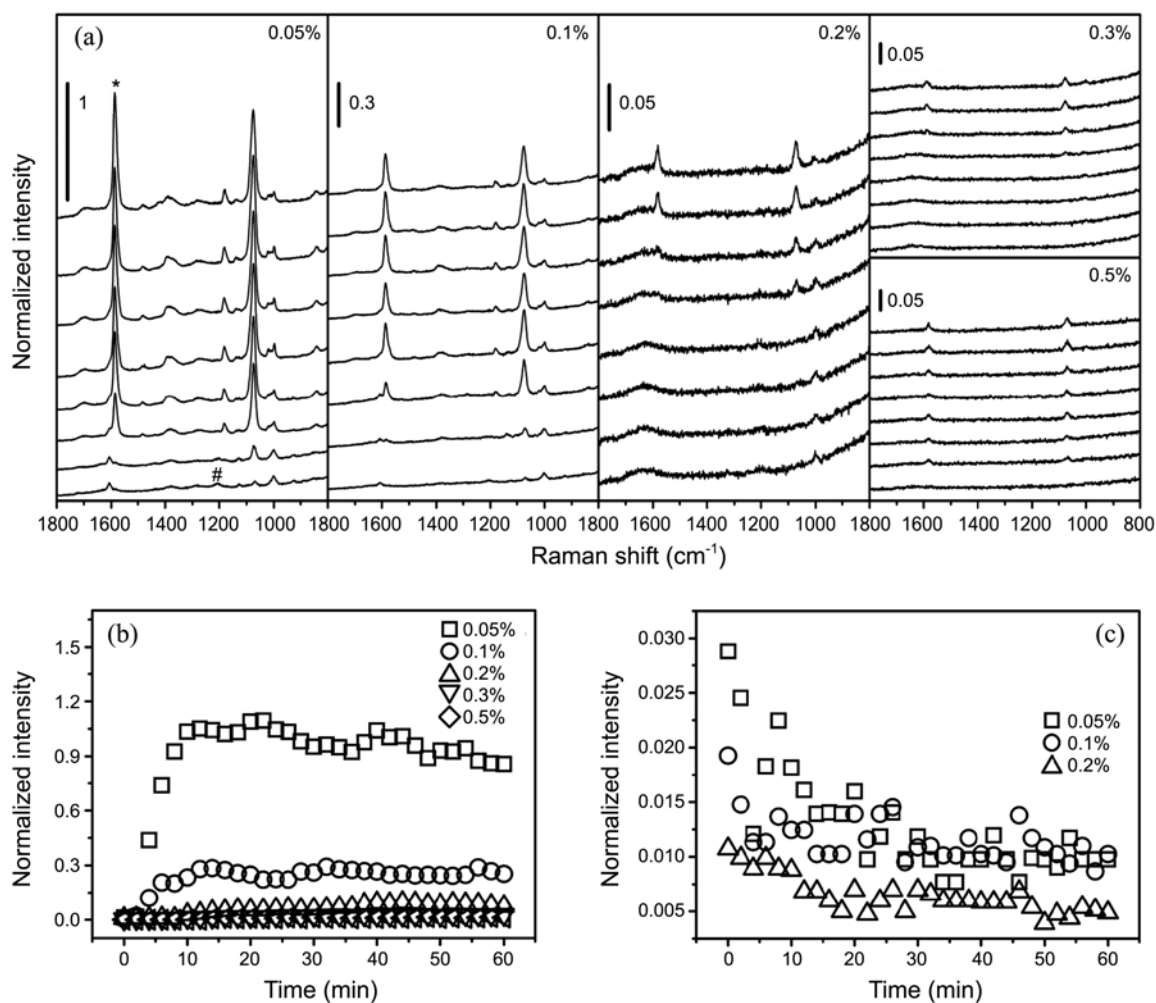 (a)
0.05%
0.1%
0.2%
0.3%
0.5%
*
1
0.3
0.05
0.05
0.05
#
Normalized intensity
1800 1600 1400 1200 1000 1800 1600 1400 1200 1000 1800 1600 1400 1200 1000 1800 1600 1400 1200 1000 800
Raman shift (cm⁻¹)
(b)
0.05%
0.1%
0.2%
0.3%
0.5%
Normalized intensity
1.5
1.2
0.9
0.6
0.3
0.0
0 10 20 30 40 50 60
Time (min)
(c)
0.05%
0.1%
0.2%
Normalized intensity
0.030
0.025
0.020
0.015
0.010
0.005
0 10 20 30 40 50 60
Time (min)